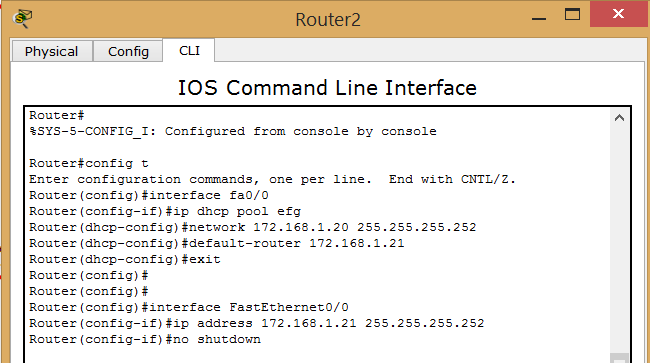 Router2
Physical Config CLI
IOS Command Line Interface
Router#
%SYS-5-CONFIG_I: Configured from console by console
Router#config t
Enter configuration commands, one per line.  End with CNTL/Z.
Router(config)#interface fa0/0
Router(config-if)#ip dhcp pool efg
Router(dhcp-config)#network 172.168.1.20 255.255.255.252
Router(dhcp-config)#default-router 172.168.1.21
Router(dhcp-config)#exit
Router(config)#
Router(config)#
Router(config)#interface FastEthernet0/0
Router(config-if)#ip address 172.168.1.21 255.255.255.252
Router(config-if)#no shutdown